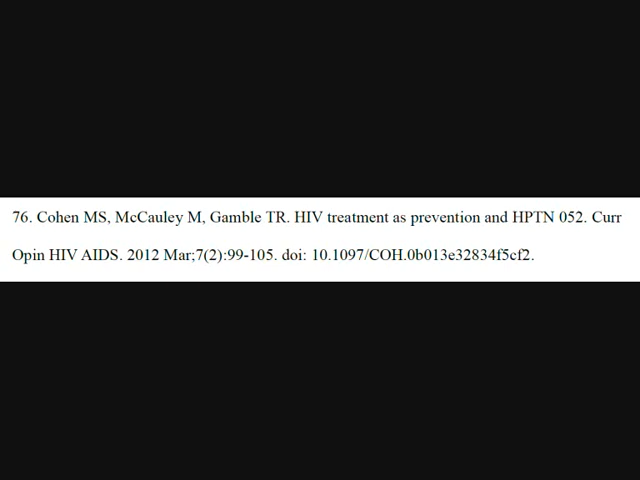 76. Cohen MS, McCauley M, Gamble TR. HIV treatment as prevention and HPTN 052. Curr
Opin HIV AIDS. 2012 Mar;7(2):99-105. doi: 10.1097/COH.0b013e32834f5cf2.